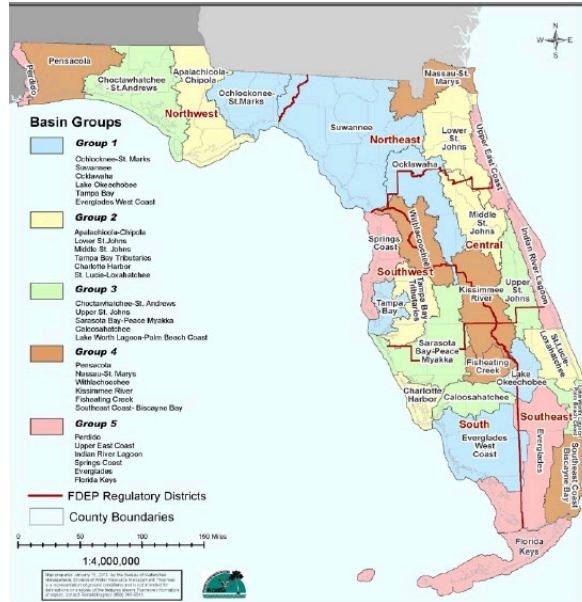 Basin Groups
Group 1
Ochlocknee-St. Marks
Suwannee
Ocklawaha
Lake Okeechobee
Tampa Bay
Everglades West Coast
Group 2
Apalachicola-Chipola
Lower St.Johns
Middle St.Johns
Tampa Bay Tributaries
Charlotte Harbor
St. Lucie-Loxahatchee
Group 3
Choctawhatchee-St. Andrews
Upper St. Johns
Sarasota Bay-Peace Myakka
Caloosahatchee
Lake Worth Lagoon-Palm Beach Coast
Group 4
Pensacola
Nassau-St. Marys
Withlacochee
Kissimmee River
Fisheating Creek
Southeast Coast- Biscayne Bay
Group 5
Perdido
Upper East Coast
Indian River Lagoon
Springs Coast
Everglades
Florida Keys
FDEP Regulatory Districts
County Boundaries
0
50
100
150 Miles
1:4,000,000
N
W
E
S
Perdido
Pensacola
Choctawhatchee
-St.Andrews
Apalachicola-
Chipola
Northwest
Ochlockonee-
St.Marks
Suwannee
Nassau-St.
Marys
Northeast
Lower
St.Johns
Upper East Coast
Ocklawaha
Middle
St.Johns
Central
Indian River Lagoon
Withlacoochee
Springs
Coast
Southwest
Tampa
Bay
Tampa Bay
Tributaries
Kissimmee
River
Upper
St.Johns
Sarasota
Bay-Peace
Myakka
Fisheating
Creek
St.Lucie-
Loxahatchee
Lake
Okeechobee
Charlotte
Harbor
Caloosahatchee
South
Everglades
West
Coast
Southeast
Everglades
Southeast Coast
Biscayne Bay
Florida
Keys